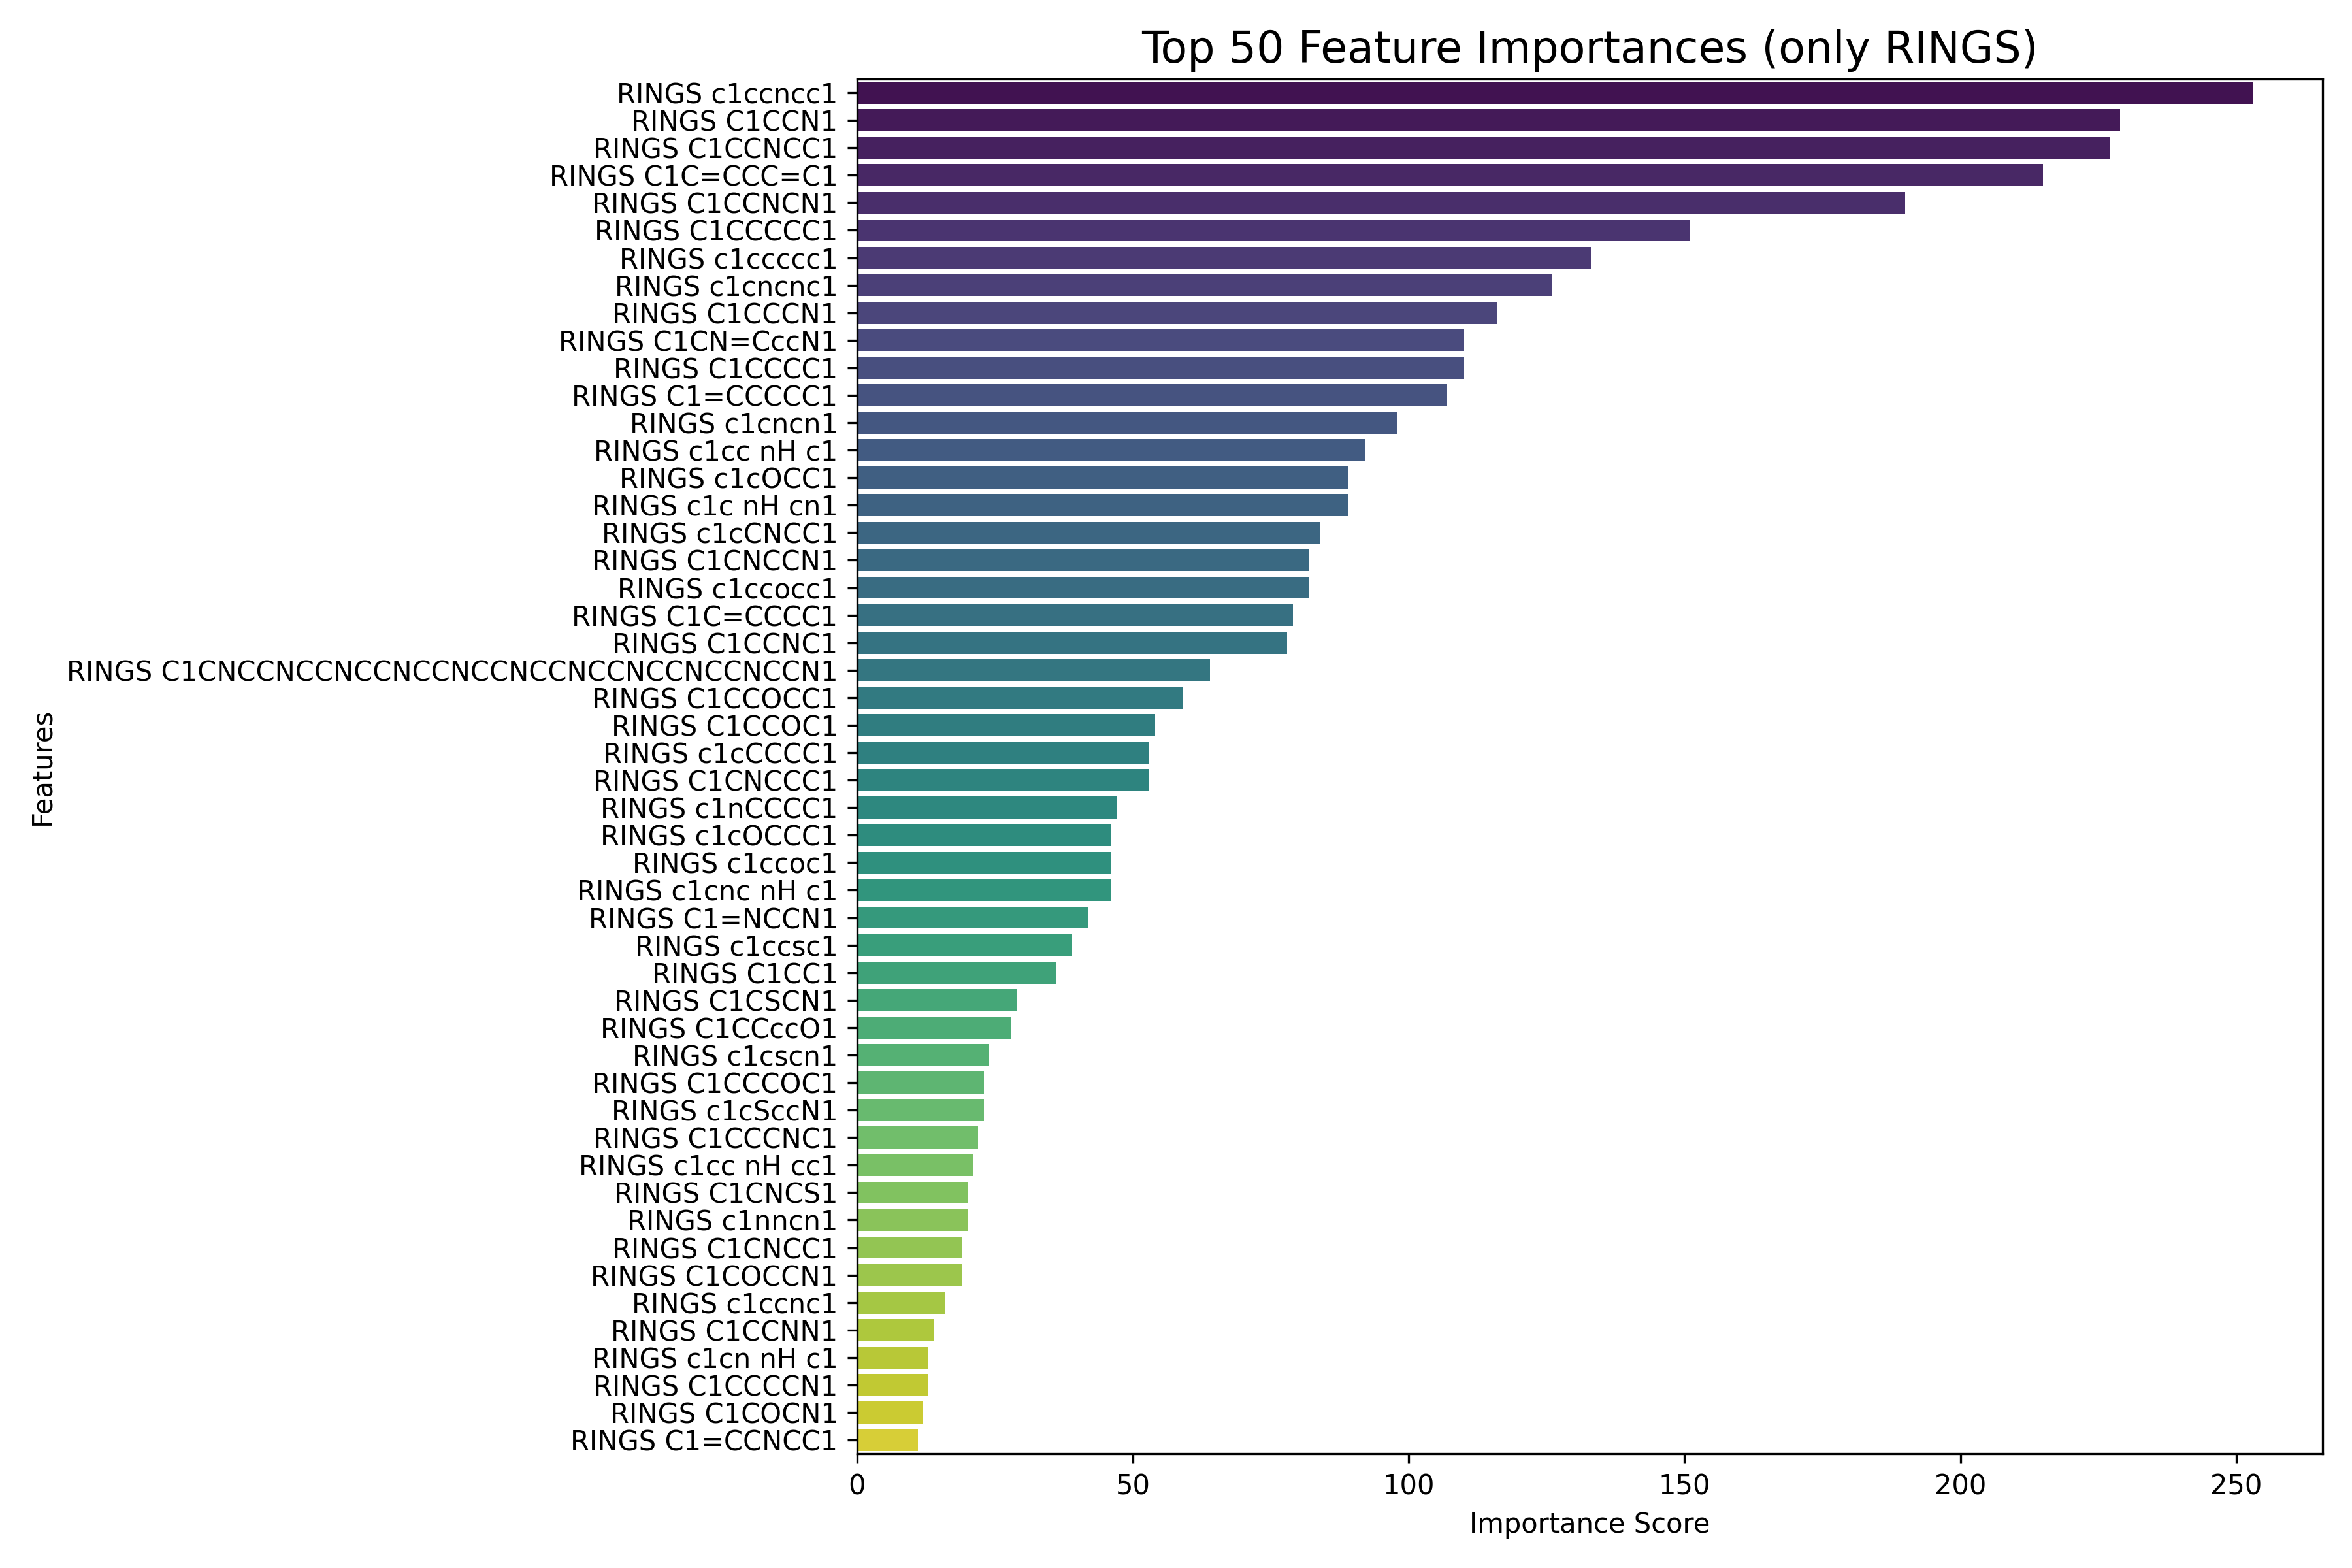 Top 50 Feature Importances (only RINGS)
RINGS c1ccncc1
RINGS C1CCN1
RINGS C1CCNCC1
RINGS C1C=CCC=C1
RINGS C1CCNCN1
RINGS C1CCCCC1
RINGS c1ccccc1
RINGS c1cncnc1
RINGS C1CCCN1
RINGS C1CN=CccN1
RINGS C1CCCC1
RINGS C1=CCCCC1
RINGS c1cncn1
RINGS c1cc nH c1
RINGS c1cOCC1
RINGS c1c nH cn1
RINGS c1cCNCC1
RINGS C1CNCCN1
RINGS c1ccocc1
RINGS C1C=CCCC1
RINGS C1CCNC1
RINGS C1CNCCNCCNCCNCCNCCNCCNCCNCCNCCNCCN1
RINGS C1CCOCC1
RINGS C1CCOC1
RINGS c1cCCCC1
RINGS C1CNCCC1
RINGS c1nCCCC1
RINGS c1cOCCC1
RINGS c1ccoc1
RINGS c1cnc nH c1
RINGS C1=NCCN1
RINGS c1ccsc1
RINGS C1CC1
RINGS C1CSCN1
RINGS C1CCccO1
RINGS c1cscn1
RINGS C1CCCOC1
RINGS c1cSccN1
RINGS C1CCCNC1
RINGS c1cc nH cc1
RINGS C1CNCS1
RINGS c1nncn1
RINGS C1CNCC1
RINGS C1COCCN1
RINGS c1ccnc1
RINGS C1CCNN1
RINGS c1cn nH c1
RINGS C1CCCCN1
RINGS C1COCN1
RINGS C1=CCNCC1
Features
0 50 100 150 200 250
Importance Score